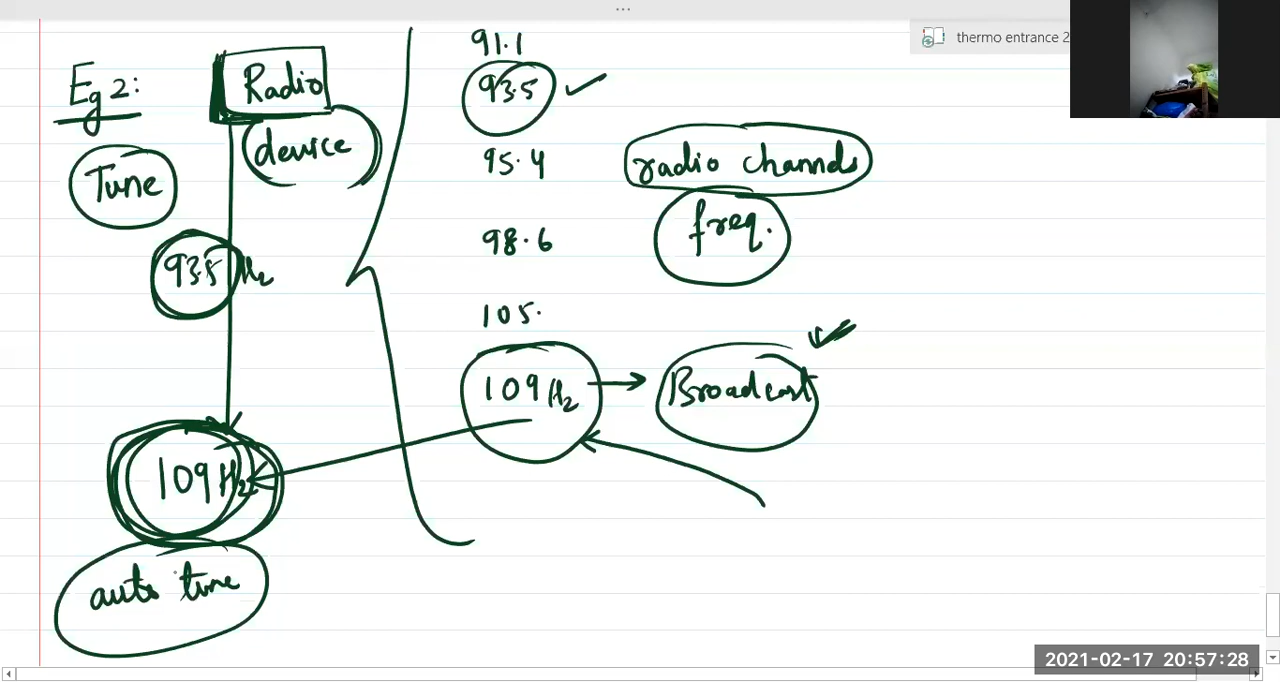 thermo entrance 2
Eg 2:
Radio
device
Tune
93.5 Hz
109 Hz
auto tune
91.1
93.5
95.4
98.6
105.
109 Hz
Broadcast
radio channels
freq.
2021-02-17 20:57:28